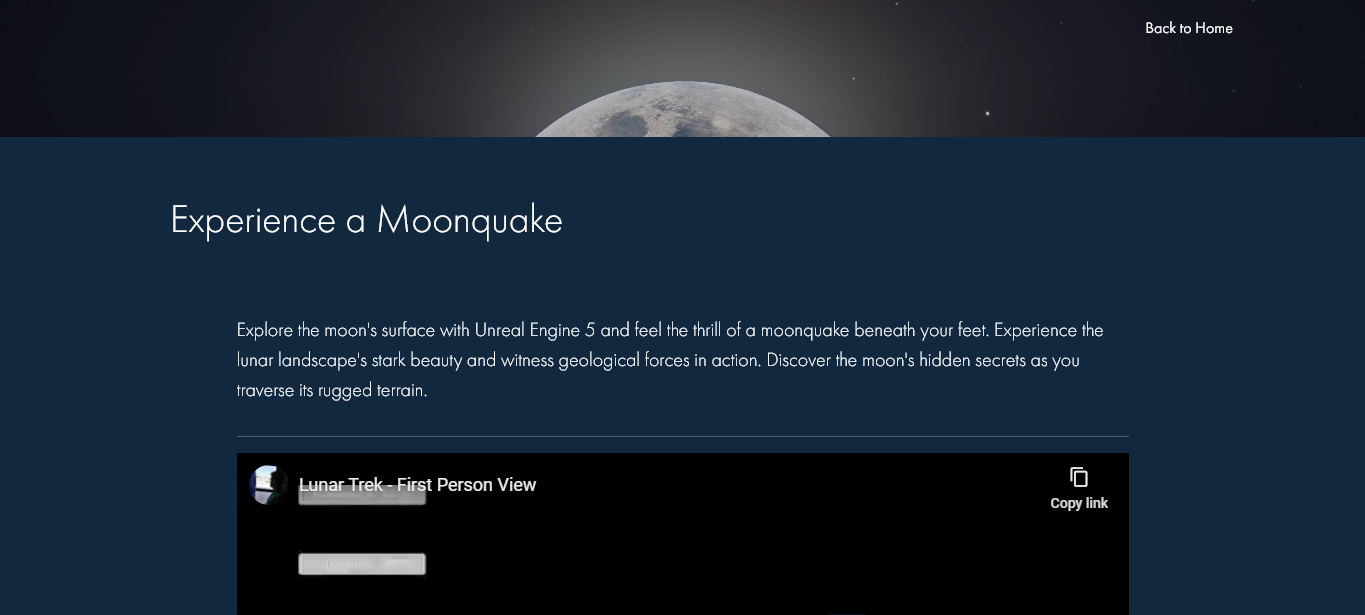 Back to Home
Experience a Moonquake
Explore the moon's surface with Unreal Engine 5 and feel the thrill of a moonquake beneath your feet. Experience the
lunar landscape's stark beauty and witness geological forces in action. Discover the moon's hidden secrets as you
traverse its rugged terrain.
Lunar Trek - First Person View
Copy link